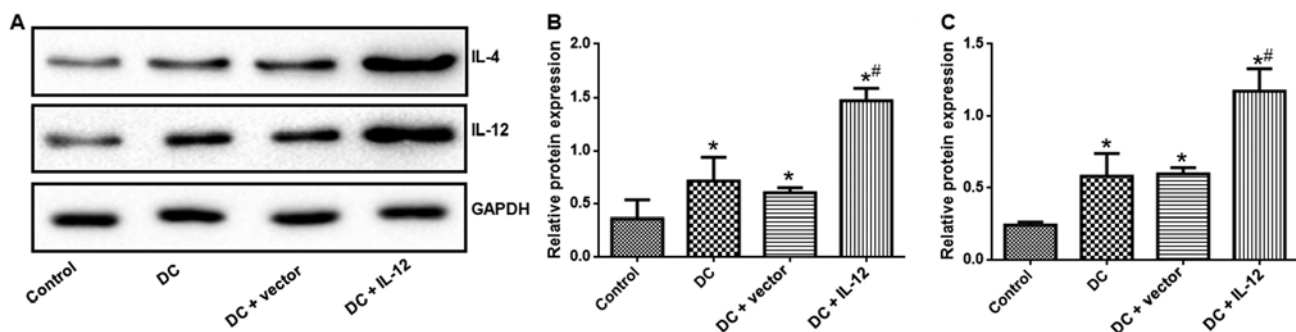 A
IL-4
IL-12
GAPDH
Control
DC
DC + vector
DC + IL-12
B
Relative protein expression
2.0
1.5
1.0
0.5
0.0
*
*
*#
Control
DC
DC + vector
DC + IL-12
C
Relative protein expression
1.5
1.0
0.5
0.0
*
*
*#
Control
DC
DC + vector
DC + IL-12